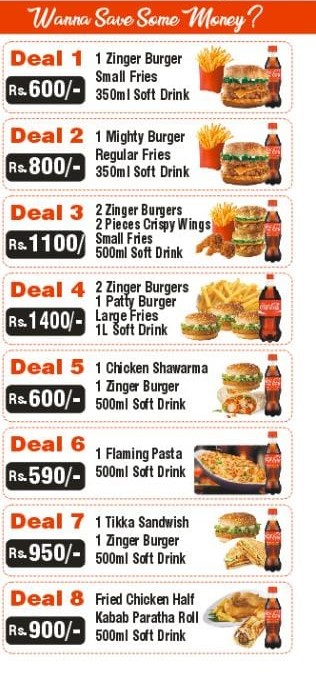 Wanna Save Some Money?
Deal 1
Rs.600/-
1 Zinger Burger
Small Fries
350ml Soft Drink
Deal 2
Rs.800/-
1 Mighty Burger
Regular Fries
350ml Soft Drink
Deal 3
Rs.1100/
2 Zinger Burgers
2 Pieces Crispy Wings
Small Fries
500ml Soft Drink
Deal 4
Rs.1400/-
2 Zinger Burgers
1 Patty Burger
Large Fries
1L Soft Drink
Deal 5
Rs.600/-
1 Chicken Shawarma
1 Zinger Burger
500ml Soft Drink
Deal 6
Rs.590/-
1 Flaming Pasta
500ml Soft Drink
Deal 7
Rs.950/-
1 Tikka Sandwish
1 Zinger Burger
500ml Soft Drink
Deal 8
Rs.900/-
Fried Chicken Half
Kabab Paratha Roll
500ml Soft Drink